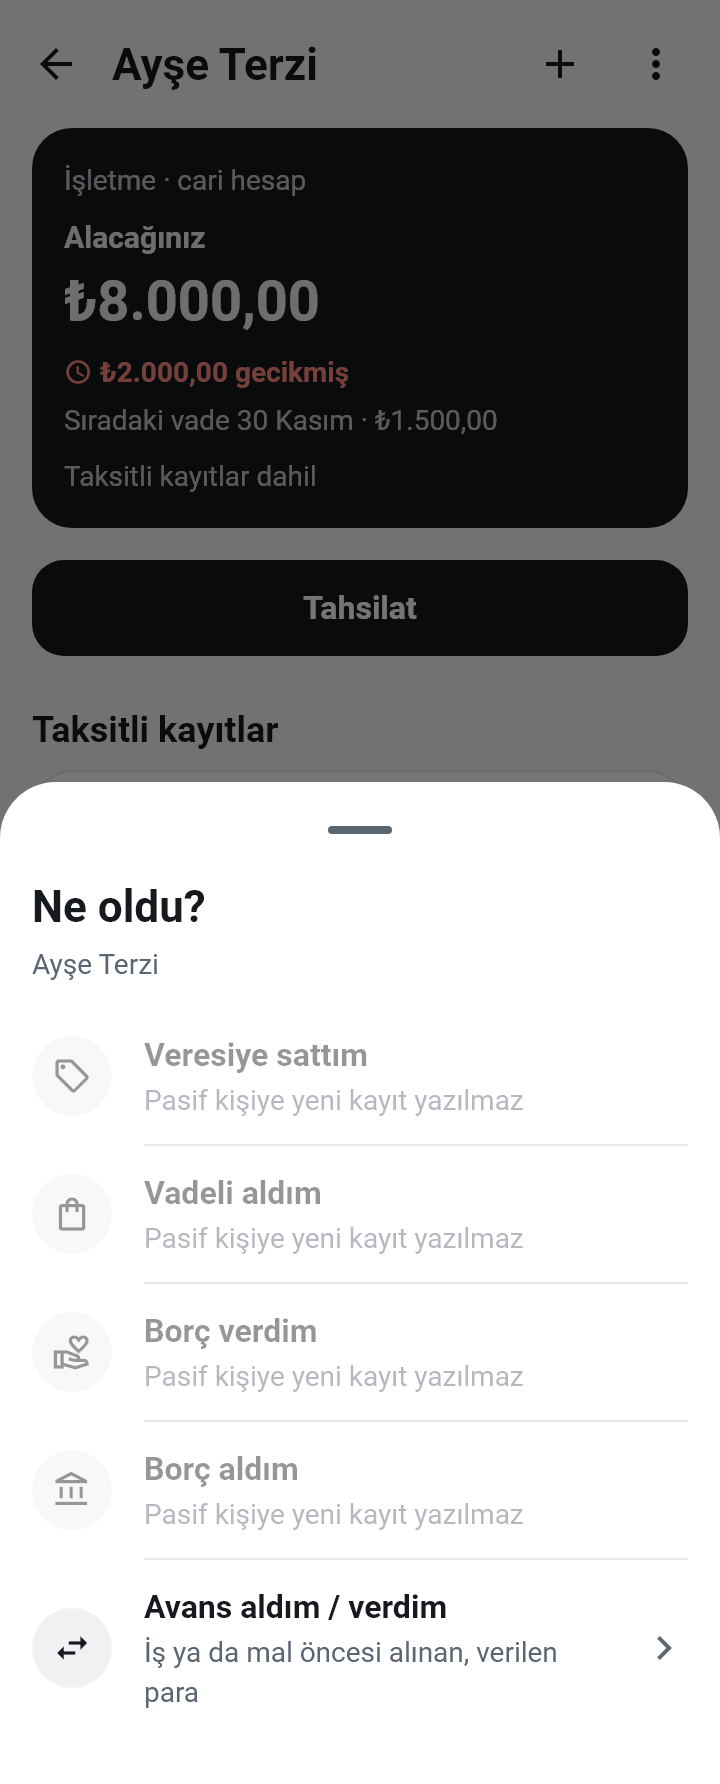 Ayşe Terzi
İşletme · cari hesap
Alacağınız
₺8.000,00
₺2.000,00 gecikmiş
Sıradaki vade 30 Kasım · ₺1.500,00
Taksitli kayıtlar dahil
Tahsilat
Taksitli kayıtlar
Ne oldu?
Ayşe Terzi
Veresiye sattım
Pasif kişiye yeni kayıt yazılmaz
Vadeli aldım
Pasif kişiye yeni kayıt yazılmaz
Borç verdim
Pasif kişiye yeni kayıt yazılmaz
Borç aldım
Pasif kişiye yeni kayıt yazılmaz
Avans aldım / verdim
İş ya da mal öncesi alınan, verilen
para